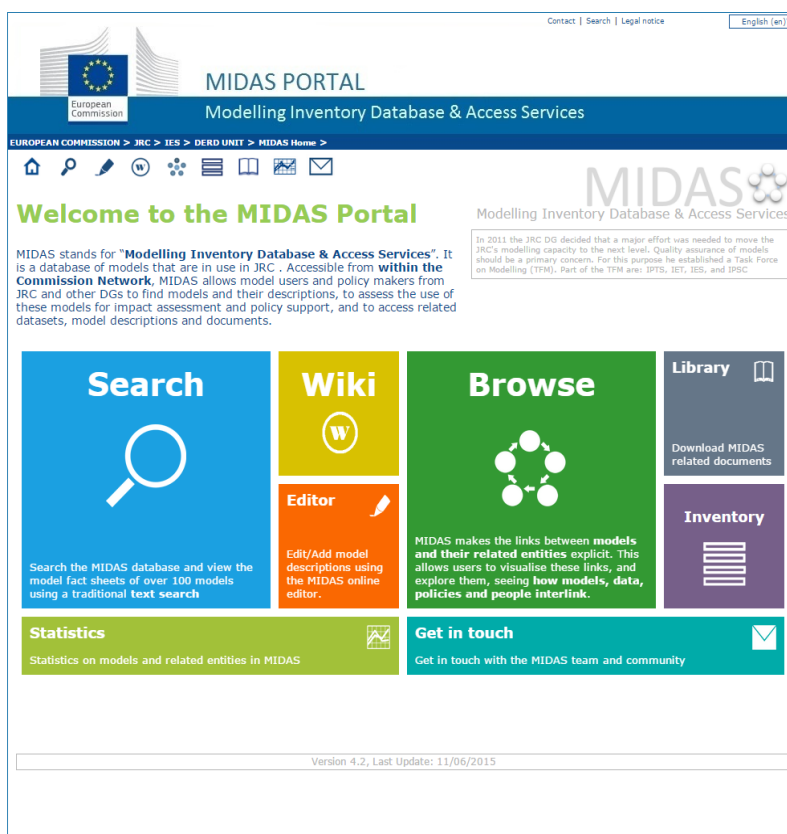 Contact | Search | Legal notice
English (en)
European
Commission
MIDAS PORTAL
Modelling Inventory Database & Access Services
EUROPEAN COMMISSION > JRC > IES > DERD UNIT > MIDAS Home >
W
MIDAS
Modelling Inventory Database & Access Services
Welcome to the MIDAS Portal
In 2011 the JRC DG decided that a major effort was needed to move the
JRC's modelling capacity to the next level. Quality assurance of models
should be a primary concern. For this purpose he established a Task Force
on Modelling (TFM). Part of the TFM are: IPTS, IET, IES, and IPSC
MIDAS stands for “Modelling Inventory Database & Access Services”. It
is a database of models that are in use in JRC . Accessible from within the
Commission Network, MIDAS allows model users and policy makers from
JRC and other DGs to find models and their descriptions, to assess the use of
these models for impact assessment and policy support, and to access related
datasets, model descriptions and documents.
Search
Search the MIDAS database and view the
model fact sheets of over 100 models
using a traditional text search
Wiki
W
Editor
Edit/Add model
descriptions using
the MIDAS online
editor.
Browse
MIDAS makes the links between models
and their related entities explicit. This
allows users to visualise these links, and
explore them, seeing how models, data,
policies and people interlink.
Library
Download MIDAS
related documents
Inventory
Statistics
Statistics on models and related entities in MIDAS
Get in touch
Get in touch with the MIDAS team and community
Version 4.2, Last Update: 11/06/2015